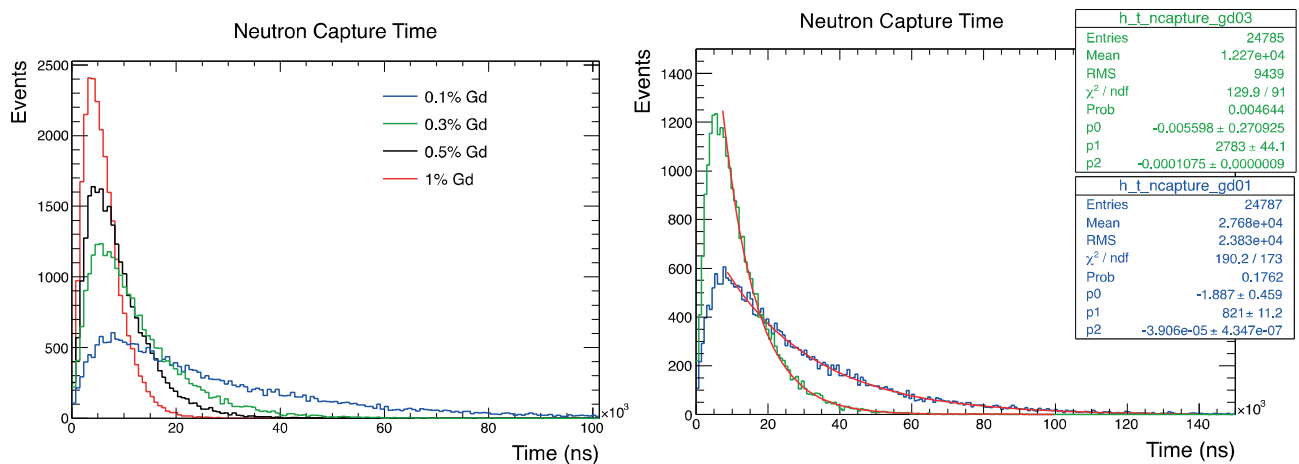 Neutron Capture Time
Events
2500
2000
1500
1000
500
0
0.1% Gd
0.3% Gd
0.5% Gd
1% Gd
0 20 40 60 80 100
×10³
Time (ns)
Neutron Capture Time
Events
1400
1200
1000
800
600
400
200
0
0 20 40 60 80 100 120 140
×10³
Time (ns)
h_t_ncapture_gd03
Entries 24785
Mean 1.227e+04
RMS 9439
χ² / ndf 129.9 / 91
Prob 0.004644
p0 -0.005598 ± 0.270925
p1 2783 ± 44.1
p2 -0.0001075 ± 0.0000009
h_t_ncapture_gd01
Entries 24787
Mean 2.768e+04
RMS 2.383e+04
χ² / ndf 190.2 / 173
Prob 0.1762
p0 -1.887 ± 0.459
p1 821 ± 11.2
p2 -3.906e-05 ± 4.347e-07